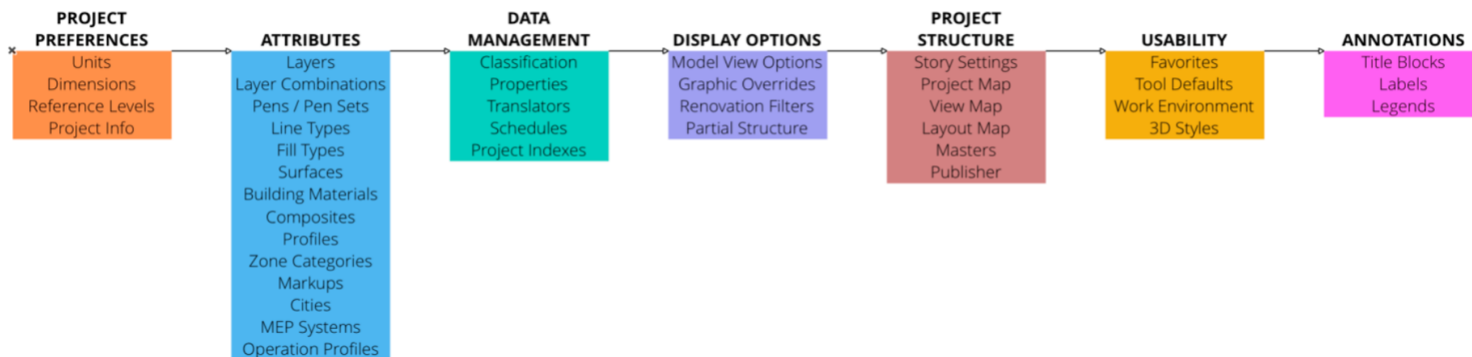 PROJECT
PREFERENCES
Units
Dimensions
Reference Levels
Project Info
ATTRIBUTES
Layers
Layer Combinations
Pens / Pen Sets
Line Types
Fill Types
Surfaces
Building Materials
Composites
Profiles
Zone Categories
Markups
Cities
MEP Systems
Operation Profiles
DATA
MANAGEMENT
Classification
Properties
Translators
Schedules
Project Indexes
DISPLAY OPTIONS
Model View Options
Graphic Overrides
Renovation Filters
Partial Structure
PROJECT
STRUCTURE
Story Settings
Project Map
View Map
Layout Map
Masters
Publisher
USABILITY
Favorites
Tool Defaults
Work Environment
3D Styles
ANNOTATIONS
Title Blocks
Labels
Legends